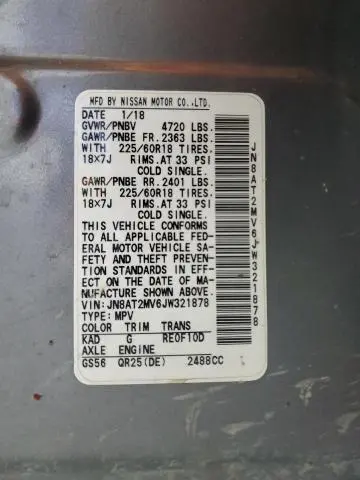 MFD BY NISSAN MOTOR CO.,LTD.
DATE 1/18
GVWR/PNBV 4720 LBS.
GAWR/PNBE FR.2363 LBS.
WITH 225/60R18 TIRES.
18X7J RIMS.AT 33 PSI
COLD SINGLE.
GAWR/PNBE RR.2401 LBS.
WITH 225/60R18 TIRES.
18X7J RIMS.AT 33 PSI
COLD SINGLE.
THIS VEHICLE CONFORMS
TO ALL APPLICABLE FED-
ERAL MOTOR VEHICLE SA-
FETY AND THEFT PREVEN-
TION STANDARDS IN EFF-
ECT ON THE DATE OF MA-
NUFACTURE SHOWN ABOVE.
VIN:JN8AT2MV6JW321878
TYPE:MPV
COLOR TRIM TRANS
KAD G RE0F10D
AXLE ENGINE
GS56 QR25(DE) 2488CC
JN8AT2MV6JW321878